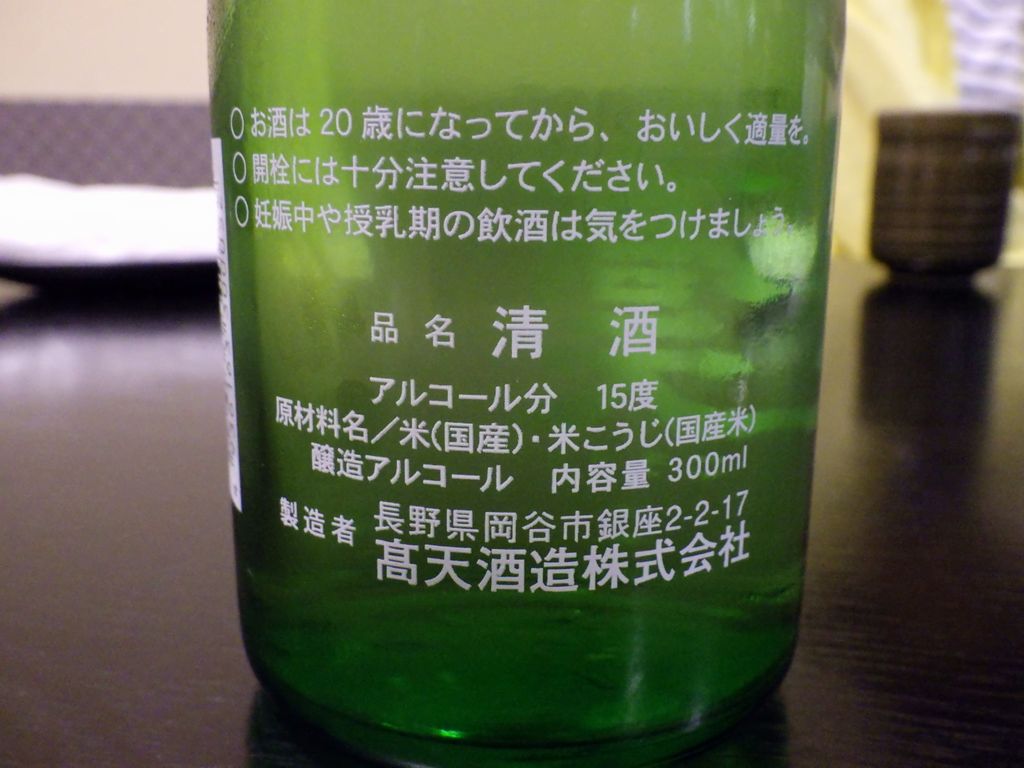 ○お酒は20歳になってから、おいしく適量を。
○開栓には十分注意してください。
○妊娠中や授乳期の飲酒は気をつけましょう。
品名 清酒
アルコール分 15度
原材料名／米(国産)・米こうじ(国産米)
醸造アルコール 内容量 300ml
製造者 長野県岡谷市銀座2-2-17
髙天酒造株式会社